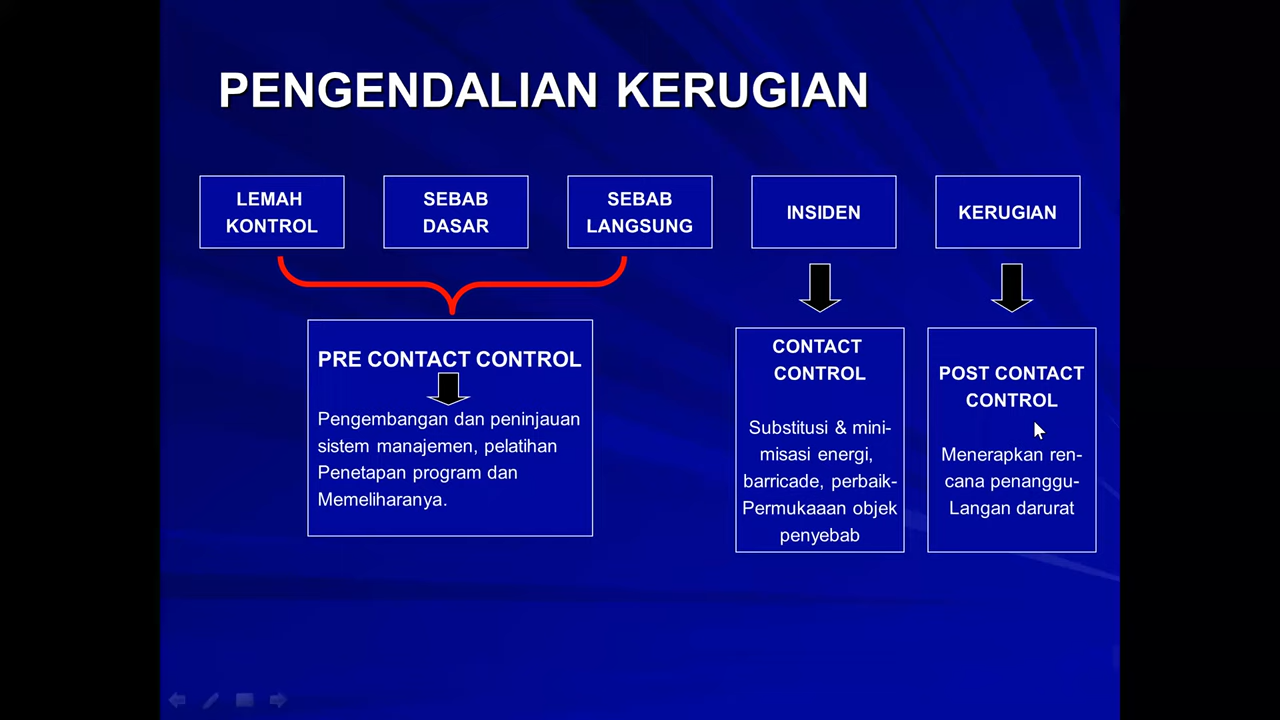 PENGENDALIAN KERUGIAN
LEMAH
KONTROL
SEBAB
DASAR
SEBAB
LANGSUNG
INSIDEN
KERUGIAN
PRE CONTACT CONTROL
Pengembangan dan peninjauan
sistem manajemen, pelatihan
Penetapan program dan
Memeliharanya.
CONTACT
CONTROL
Substitusi & mini-
misasi energi,
barricade, perbaik-
Permukaaan objek
penyebab
POST CONTACT
CONTROL
Menerapkan ren-
cana penanggu-
Langan darurat